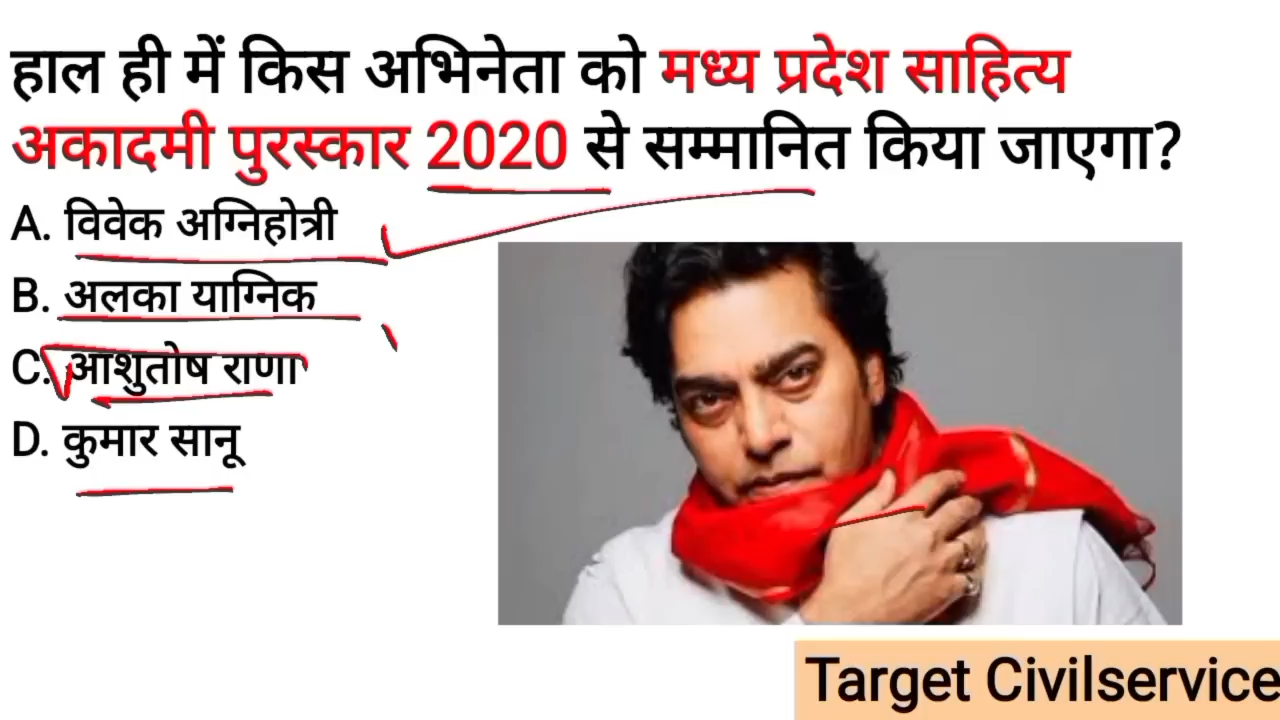 हाल ही में किस अभिनेता को मध्य प्रदेश साहित्य
अकादमी पुरस्कार 2020 से सम्मानित किया जाएगा?
A. विवेक अग्निहोत्री
B. अलका याग्निक
C. आशुतोष राणा
D. कुमार सानू
Target Civilservice